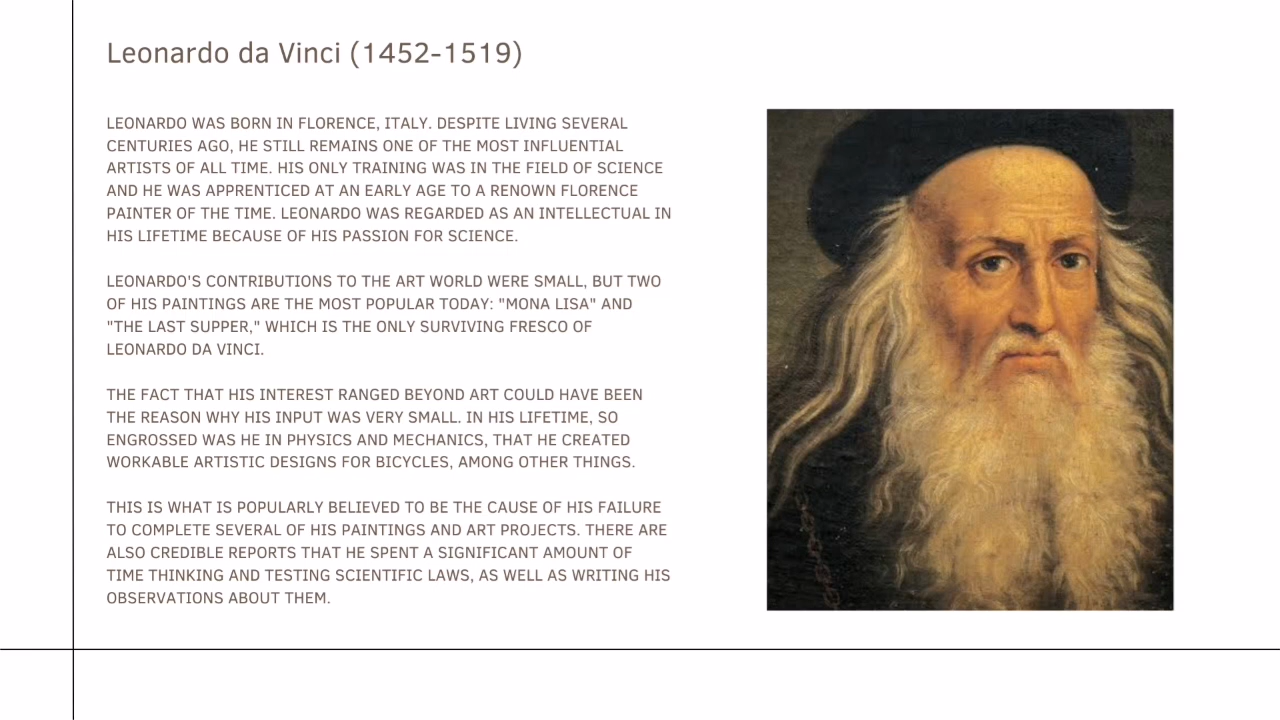 Leonardo da Vinci (1452-1519)
LEONARDO WAS BORN IN FLORENCE, ITALY. DESPITE LIVING SEVERAL
CENTURIES AGO, HE STILL REMAINS ONE OF THE MOST INFLUENTIAL
ARTISTS OF ALL TIME. HIS ONLY TRAINING WAS IN THE FIELD OF SCIENCE
AND HE WAS APPRENTICED AT AN EARLY AGE TO A RENOWN FLORENCE
PAINTER OF THE TIME. LEONARDO WAS REGARDED AS AN INTELLECTUAL IN
HIS LIFETIME BECAUSE OF HIS PASSION FOR SCIENCE.
LEONARDO'S CONTRIBUTIONS TO THE ART WORLD WERE SMALL, BUT TWO
OF HIS PAINTINGS ARE THE MOST POPULAR TODAY: "MONA LISA" AND
"THE LAST SUPPER," WHICH IS THE ONLY SURVIVING FRESCO OF
LEONARDO DA VINCI.
THE FACT THAT HIS INTEREST RANGED BEYOND ART COULD HAVE BEEN
THE REASON WHY HIS INPUT WAS VERY SMALL. IN HIS LIFETIME, SO
ENGROSSED WAS HE IN PHYSICS AND MECHANICS, THAT HE CREATED
WORKABLE ARTISTIC DESIGNS FOR BICYCLES, AMONG OTHER THINGS.
THIS IS WHAT IS POPULARLY BELIEVED TO BE THE CAUSE OF HIS FAILURE
TO COMPLETE SEVERAL OF HIS PAINTINGS AND ART PROJECTS. THERE ARE
ALSO CREDIBLE REPORTS THAT HE SPENT A SIGNIFICANT AMOUNT OF
TIME THINKING AND TESTING SCIENTIFIC LAWS, AS WELL AS WRITING HIS
OBSERVATIONS ABOUT THEM.